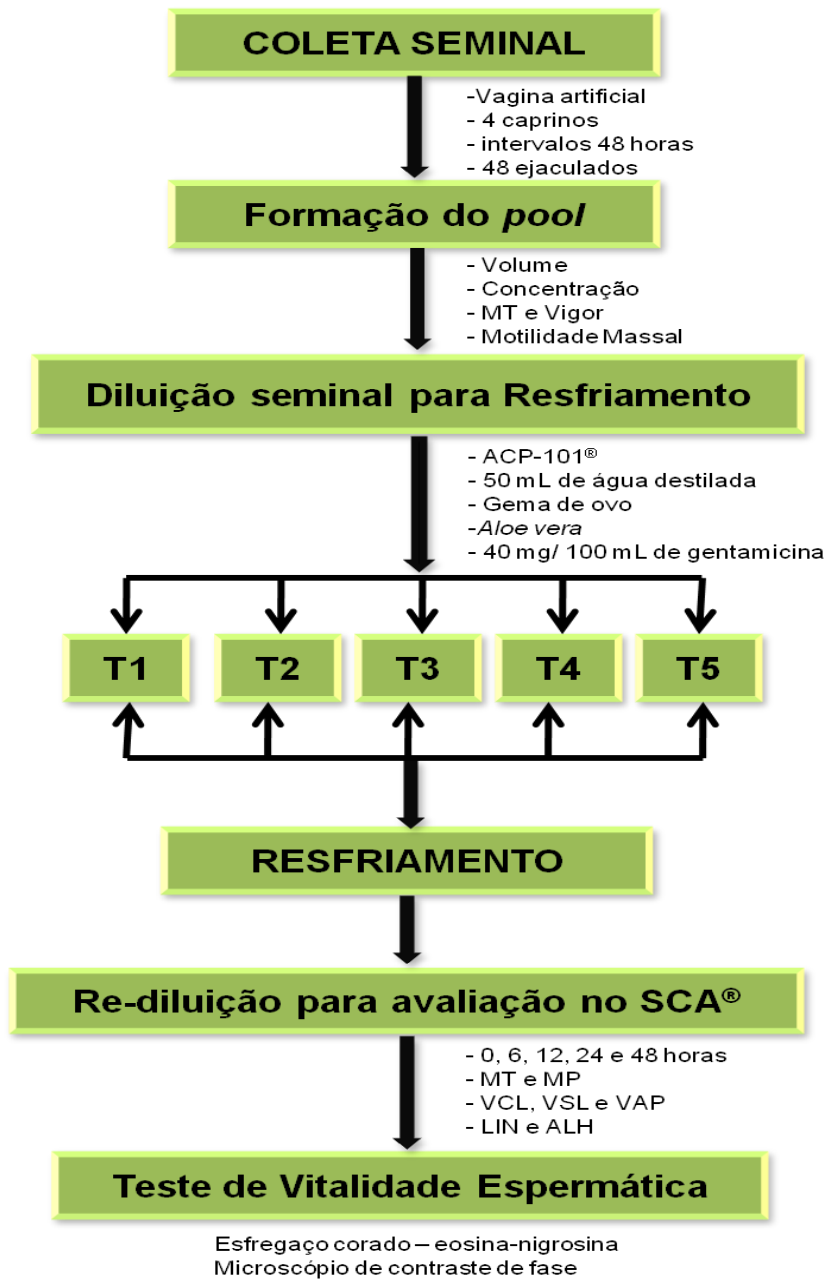 COLETA SEMINAL
-Vagina artificial
- 4 caprinos
- intervalos 48 horas
- 48 ejaculados
Formação do pool
- Volume
- Concentração
- MT e Vigor
- Motilidade Massal
Diluição seminal para Resfriamento
- ACP-101®
- 50 mL de água destilada
- Gema de ovo
-Aloe vera
- 40 mg/ 100 mL de gentamicina
T1 T2 T3 T4 T5
RESFRIAMENTO
Re-diluição para avaliação no SCA®
- 0, 6, 12, 24 e 48 horas
- MT e MP
- VCL, VSL e VAP
- LIN e ALH
Teste de Vitalidade Espermática
Esfregaço corado – eosina-nigrosina
Microscópio de contraste de fase